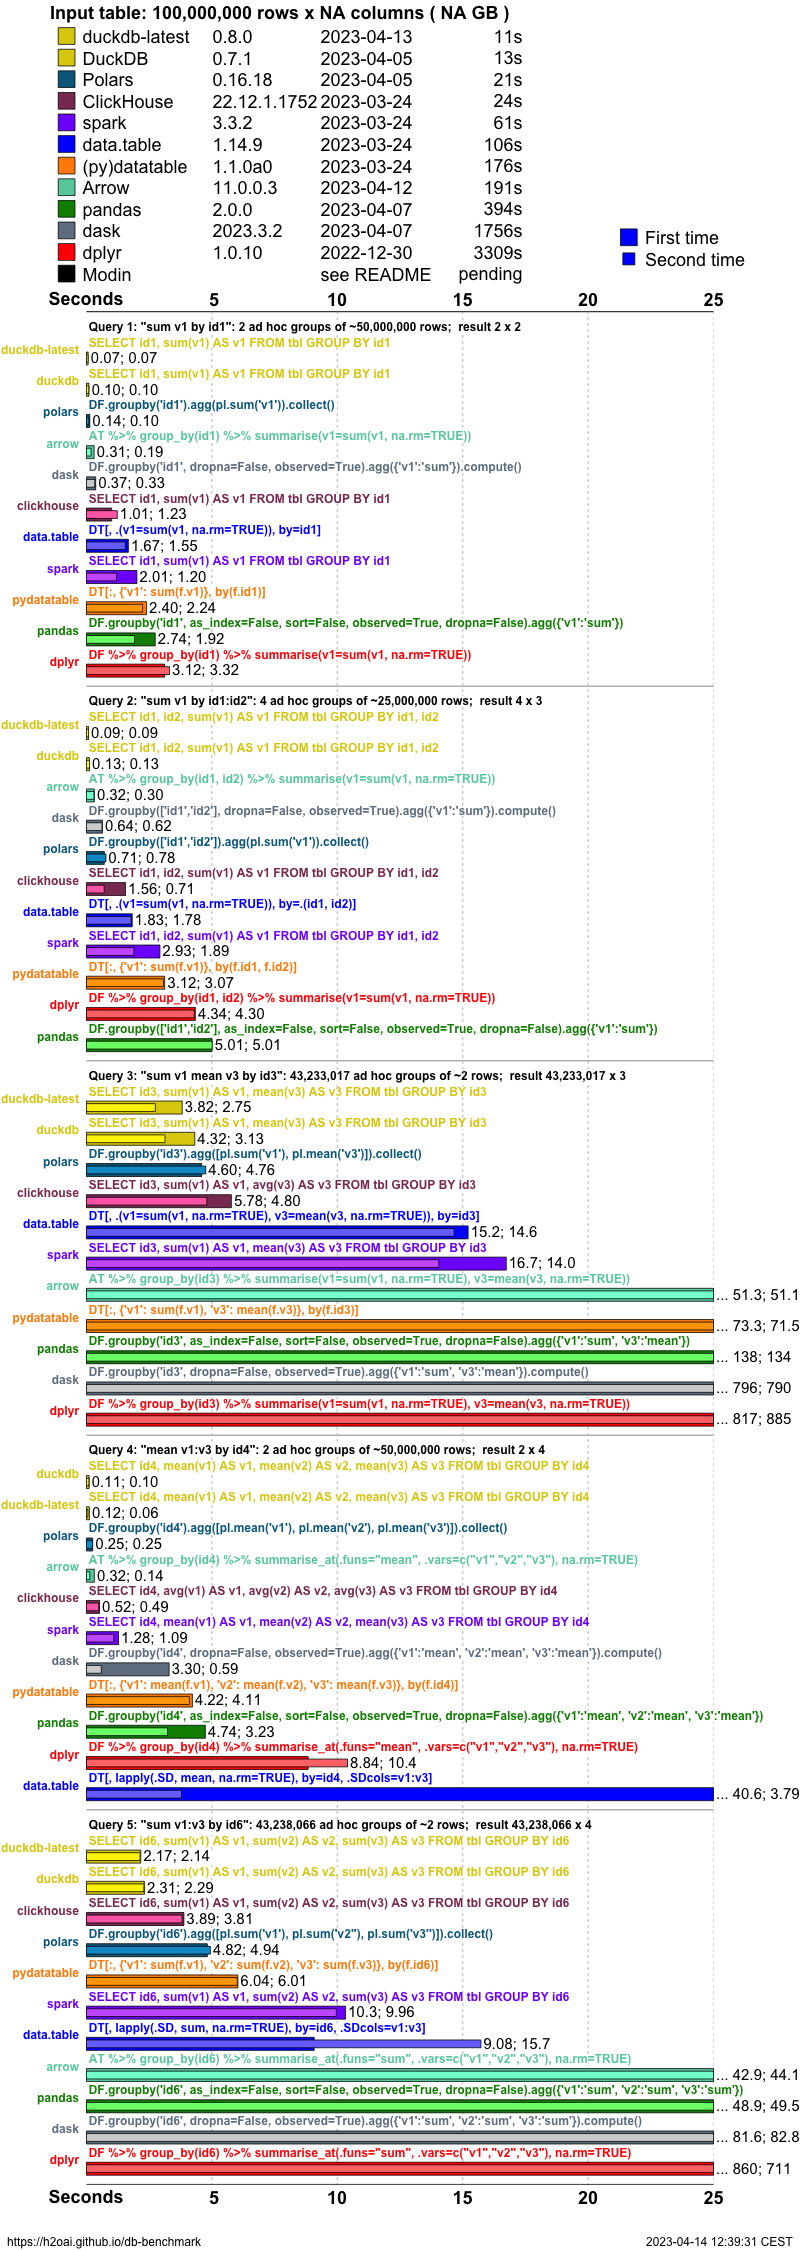 Input table: 100,000,000 rows x NA columns ( NA GB )
duckdb-latest 0.8.0 2023-04-13 11s
DuckDB 0.7.1 2023-04-05 13s
Polars 0.16.18 2023-04-05 21s
ClickHouse 22.12.1.1752 2023-03-24 24s
spark 3.3.2 2023-03-24 61s
data.table 1.14.9 2023-03-24 106s
(py)datatable 1.1.0a0 2023-03-24 176s
Arrow 11.0.0.3 2023-04-12 191s
pandas 2.0.0 2023-04-07 394s
dask 2023.3.2 2023-04-07 1756s
dplyr 1.0.10 2022-12-30 3309s
Modin see README pending
First time
Second time
Seconds 5 10 15 20 25
Query 1: "sum v1 by id1": 2 ad hoc groups of ~50,000,000 rows; result 2 x 2
SELECT id1, sum(v1) AS v1 FROM tbl GROUP BY id1
duckdb-latest 0.07; 0.07
SELECT id1, sum(v1) AS v1 FROM tbl GROUP BY id1
duckdb 0.10; 0.10
DF.groupby('id1').agg(pl.sum('v1')).collect()
polars 0.14; 0.10
AT %>% group_by(id1) %>% summarise(v1=sum(v1, na.rm=TRUE))
arrow 0.31; 0.19
DF.groupby('id1', dropna=False, observed=True).agg({'v1':'sum'}).compute()
dask 0.37; 0.33
SELECT id1, sum(v1) AS v1 FROM tbl GROUP BY id1
clickhouse 1.01; 1.23
DT[, .(v1=sum(v1, na.rm=TRUE)), by=id1]
data.table 1.67; 1.55
SELECT id1, sum(v1) AS v1 FROM tbl GROUP BY id1
spark 2.01; 1.20
DT[:, {'v1': sum(f.v1)}, by(f.id1)]
pydatatable 2.40; 2.24
DF.groupby('id1', as_index=False, sort=False, observed=True, dropna=False).agg({'v1':'sum'})
pandas 2.74; 1.92
DF %>% group_by(id1) %>% summarise(v1=sum(v1, na.rm=TRUE))
dplyr 3.12; 3.32
Query 2: "sum v1 by id1:id2": 4 ad hoc groups of ~25,000,000 rows; result 4 x 3
SELECT id1, id2, sum(v1) AS v1 FROM tbl GROUP BY id1, id2
duckdb-latest 0.09; 0.09
SELECT id1, id2, sum(v1) AS v1 FROM tbl GROUP BY id1, id2
duckdb 0.13; 0.13
AT %>% group_by(id1, id2) %>% summarise(v1=sum(v1, na.rm=TRUE))
arrow 0.32; 0.30
DF.groupby(['id1','id2'], dropna=False, observed=True).agg({'v1':'sum'}).compute()
dask 0.64; 0.62
DF.groupby(['id1','id2']).agg(pl.sum('v1')).collect()
polars 0.71; 0.78
SELECT id1, id2, sum(v1) AS v1 FROM tbl GROUP BY id1, id2
clickhouse 1.56; 0.71
DT[, .(v1=sum(v1, na.rm=TRUE)), by=.(id1, id2)]
data.table 1.83; 1.78
SELECT id1, id2, sum(v1) AS v1 FROM tbl GROUP BY id1, id2
spark 2.93; 1.89
DT[:, {'v1': sum(f.v1)}, by(f.id1, f.id2)]
pydatatable 3.12; 3.07
DF %>% group_by(id1, id2) %>% summarise(v1=sum(v1, na.rm=TRUE))
dplyr 4.34; 4.30
DF.groupby(['id1','id2'], as_index=False, sort=False, observed=True, dropna=False).agg({'v1':'sum'})
pandas 5.01; 5.01
Query 3: "sum v1 mean v3 by id3": 43,233,017 ad hoc groups of ~2 rows; result 43,233,017 x 3
SELECT id3, sum(v1) AS v1, mean(v3) AS v3 FROM tbl GROUP BY id3
duckdb-latest 3.82; 2.75
SELECT id3, sum(v1) AS v1, mean(v3) AS v3 FROM tbl GROUP BY id3
duckdb 4.32; 3.13
DF.groupby('id3').agg([pl.sum('v1'), pl.mean('v3')]).collect()
polars 4.60; 4.76
SELECT id3, sum(v1) AS v1, avg(v3) AS v3 FROM tbl GROUP BY id3
clickhouse 5.78; 4.80
DT[, .(v1=sum(v1, na.rm=TRUE), v3=mean(v3, na.rm=TRUE)), by=id3]
data.table 15.2; 14.6
SELECT id3, sum(v1) AS v1, mean(v3) AS v3 FROM tbl GROUP BY id3
spark 16.7; 14.0
AT %>% group_by(id3) %>% summarise(v1=sum(v1, na.rm=TRUE), v3=mean(v3, na.rm=TRUE))
arrow ... 51.3; 51.1
DT[:, {'v1': sum(f.v1), 'v3': mean(f.v3)}, by(f.id3)]
pydatatable ... 73.3; 71.5
DF.groupby('id3', as_index=False, sort=False, observed=True, dropna=False).agg({'v1':'sum', 'v3':'mean'})
pandas ... 138; 134
DF.groupby('id3', dropna=False, observed=True).agg({'v1':'sum', 'v3':'mean'}).compute()
dask ... 796; 790
DF %>% group_by(id3) %>% summarise(v1=sum(v1, na.rm=TRUE), v3=mean(v3, na.rm=TRUE))
dplyr ... 817; 885
Query 4: "mean v1:v3 by id4": 2 ad hoc groups of ~50,000,000 rows; result 2 x 4
SELECT id4, mean(v1) AS v1, mean(v2) AS v2, mean(v3) AS v3 FROM tbl GROUP BY id4
duckdb 0.11; 0.10
SELECT id4, mean(v1) AS v1, mean(v2) AS v2, mean(v3) AS v3 FROM tbl GROUP BY id4
duckdb-latest 0.12; 0.06
DF.groupby('id4').agg([pl.mean('v1'), pl.mean('v2'), pl.mean('v3')]).collect()
polars 0.25; 0.25
AT %>% group_by(id4) %>% summarise_at(.funs="mean", .vars=c("v1","v2","v3"), na.rm=TRUE)
arrow 0.32; 0.14
SELECT id4, avg(v1) AS v1, avg(v2) AS v2, avg(v3) AS v3 FROM tbl GROUP BY id4
clickhouse 0.52; 0.49
SELECT id4, mean(v1) AS v1, mean(v2) AS v2, mean(v3) AS v3 FROM tbl GROUP BY id4
spark 1.28; 1.09
DF.groupby('id4', dropna=False, observed=True).agg({'v1':'mean', 'v2':'mean', 'v3':'mean'}).compute()
dask 3.30; 0.59
DT[:, {'v1': mean(f.v1), 'v2': mean(f.v2), 'v3': mean(f.v3)}, by(f.id4)]
pydatatable 4.22; 4.11
DF.groupby('id4', as_index=False, sort=False, observed=True, dropna=False).agg({'v1':'mean', 'v2':'mean', 'v3':'mean'})
pandas 4.74; 3.23
DF %>% group_by(id4) %>% summarise_at(.funs="mean", .vars=c("v1","v2","v3"), na.rm=TRUE)
dplyr 8.84; 10.4
DT[, lapply(.SD, mean, na.rm=TRUE), by=id4, .SDcols=v1:v3]
data.table ... 40.6; 3.79
Query 5: "sum v1:v3 by id6": 43,238,066 ad hoc groups of ~2 rows; result 43,238,066 x 4
SELECT id6, sum(v1) AS v1, sum(v2) AS v2, sum(v3) AS v3 FROM tbl GROUP BY id6
duckdb-latest 2.17; 2.14
SELECT id6, sum(v1) AS v1, sum(v2) AS v2, sum(v3) AS v3 FROM tbl GROUP BY id6
duckdb 2.31; 2.29
SELECT id6, sum(v1) AS v1, sum(v2) AS v2, sum(v3) AS v3 FROM tbl GROUP BY id6
clickhouse 3.89; 3.81
DF.groupby('id6').agg([pl.sum('v1'), pl.sum('v2"), pl.sum('v3'')]).collect()
polars 4.82; 4.94
DT[:, {'v1': sum(f.v1), 'v2': sum(f.v2), 'v3': sum(f.v3)}, by(f.id6)]
pydatatable 6.04; 6.01
SELECT id6, sum(v1) AS v1, sum(v2) AS v2, sum(v3) AS v3 FROM tbl GROUP BY id6
spark 10.3; 9.96
DT[, lapply(.SD, sum, na.rm=TRUE), by=id6, .SDcols=v1:v3]
data.table 9.08; 15.7
AT %>% group_by(id6) %>% summarise_at(.funs="sum", .vars=c("v1","v2","v3"), na.rm=TRUE)
arrow ... 42.9; 44.1
DF.groupby('id6', as_index=False, sort=False, observed=True, dropna=False).agg({'v1':'sum', 'v2':'sum', 'v3':'sum'})
pandas ... 48.9; 49.5
DF.groupby('id6', dropna=False, observed=True).agg({'v1':'sum', 'v2':'sum', 'v3':'sum'}).compute()
dask ... 81.6; 82.8
DF %>% group_by(id6) %>% summarise_at(.funs="sum", .vars=c("v1","v2","v3"), na.rm=TRUE)
dplyr ... 860; 711
Seconds 5 10 15 20 25
https://h2oai.github.io/db-benchmark 2023-04-14 12:39:31 CEST